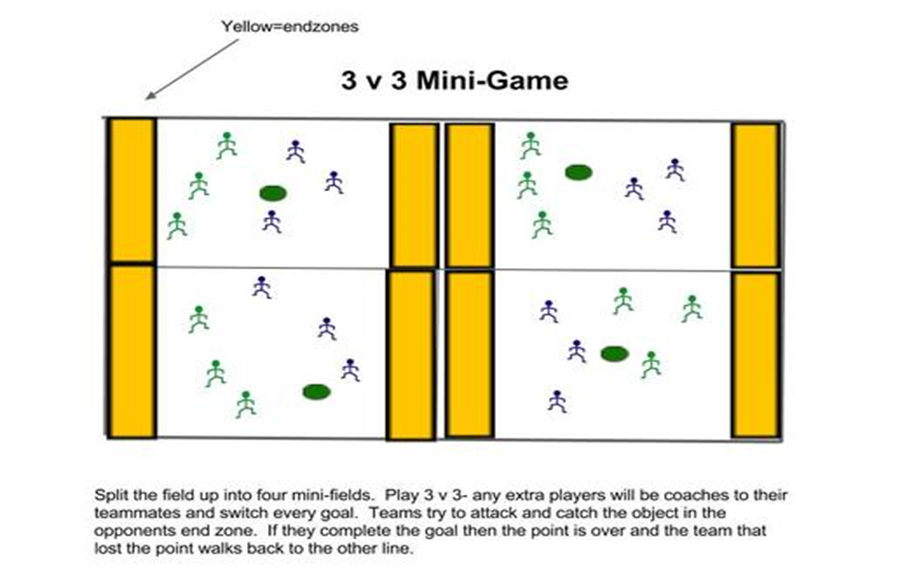 Yellow=endzones
3 v 3 Mini-Game
Split the field up into four mini-fields.  Play 3 v 3- any extra players will be coaches to their
teammates and switch every goal.  Teams try to attack and catch the object in the
opponents end zone.  If they complete the goal then the point is over and the team that
lost the point walks back to the other line.